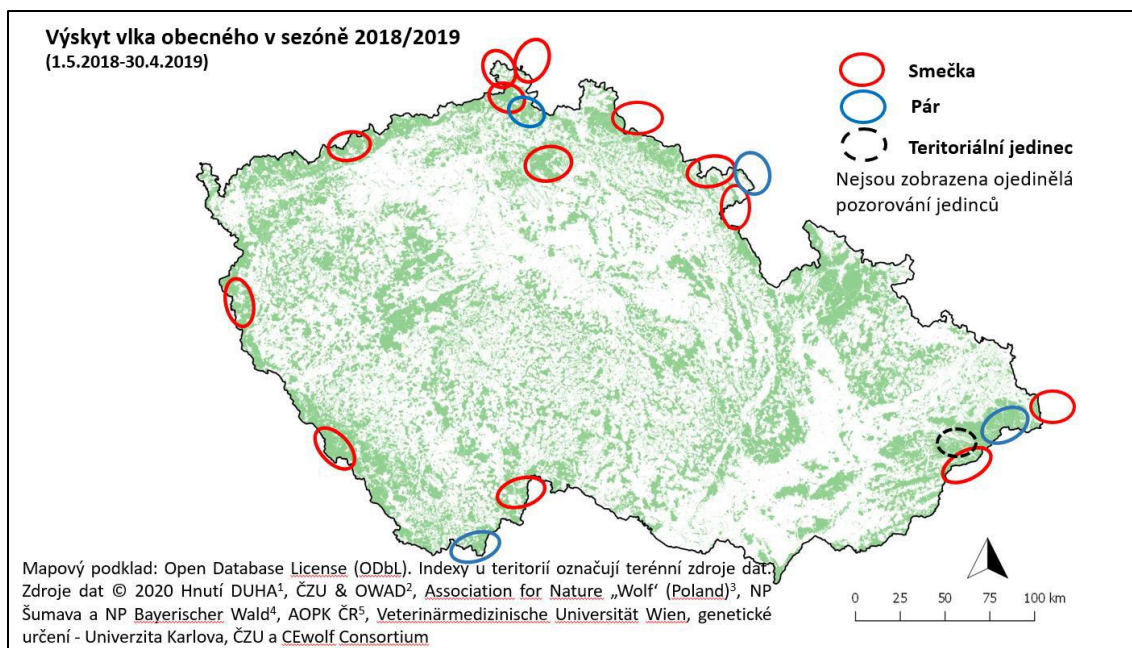 Výskyt vlka obecného v sezóně 2018/2019
(1.5.2018-30.4.2019)
Smečka
Pár
Teritoriální jedinec
Nejsou zobrazena ojedinělá
pozorování jedinců
Mapový podklad: Open Database License (ODbL). Indexy u teritorií označují terénní zdroje dat.
Zdroje dat © 2020 Hnutí DUHA¹, ČZU & OWAD², Association for Nature „Wolf‘ (Poland)³, NP
Šumava a NP Bayerischer Wald⁴, AOPK ČR⁵, Veterinärmedizinische Universität Wien, genetické
určení - Univerzita Karlova, ČZU a CEwolf Consortium
0 25 50 75 100 km